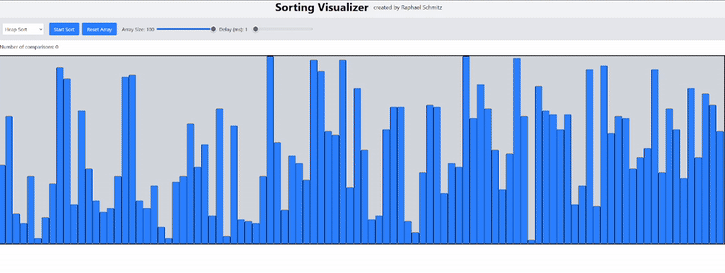 Sorting Visualizer created by Raphael Schmitz
Heap Sort Start Sort Reset Array Array Size: 100 Delay (ms): 1
Number of comparisons: 0